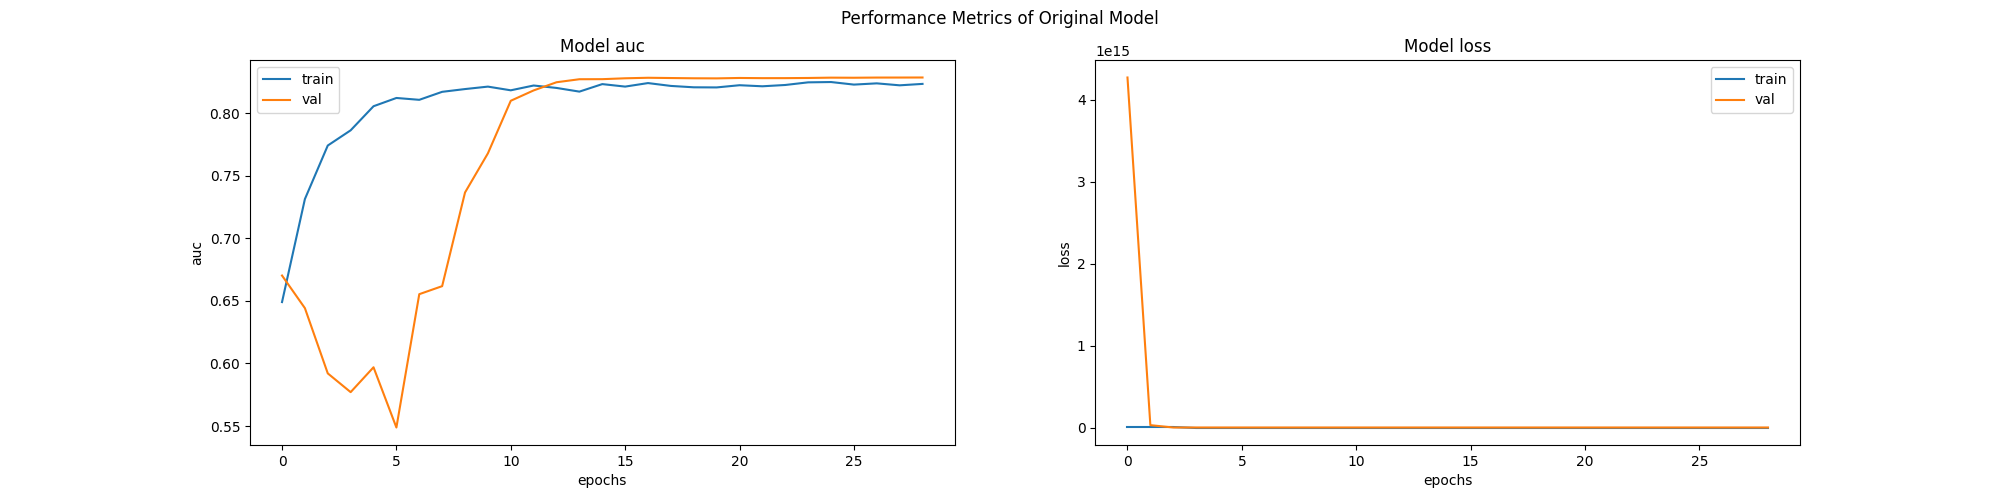 Performance Metrics of Original Model
Model auc
train
val
0.80
0.75
0.70
0.65
0.60
0.55
auc
0 5 10 15 20 25
epochs
Model loss
1e15
train
val
4
3
2
1
0
loss
0 5 10 15 20 25
epochs